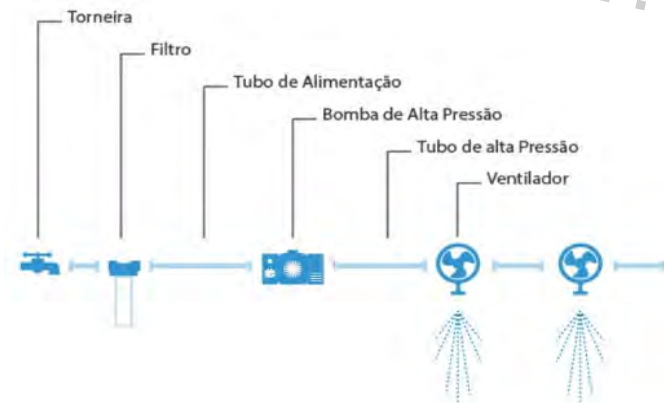 Torneira
Filtro
Tubo de Alimentação
Bomba de Alta Pressão
Tubo de alta Pressão
Ventilador